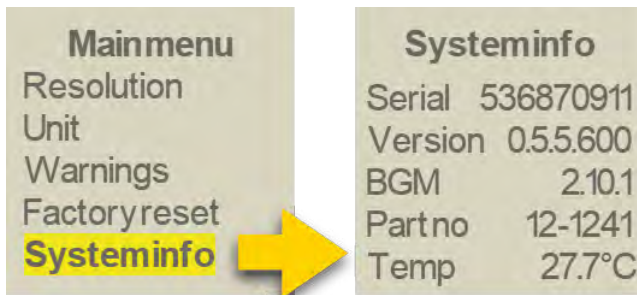 Mainmenu
Resolution
Unit
Warnings
Factoryreset
Systeminfo
Systeminfo
Serial 536870911
Version 0.5.5.600
BGM 2.10.1
Partno 12-1241
Temp 27.7°C